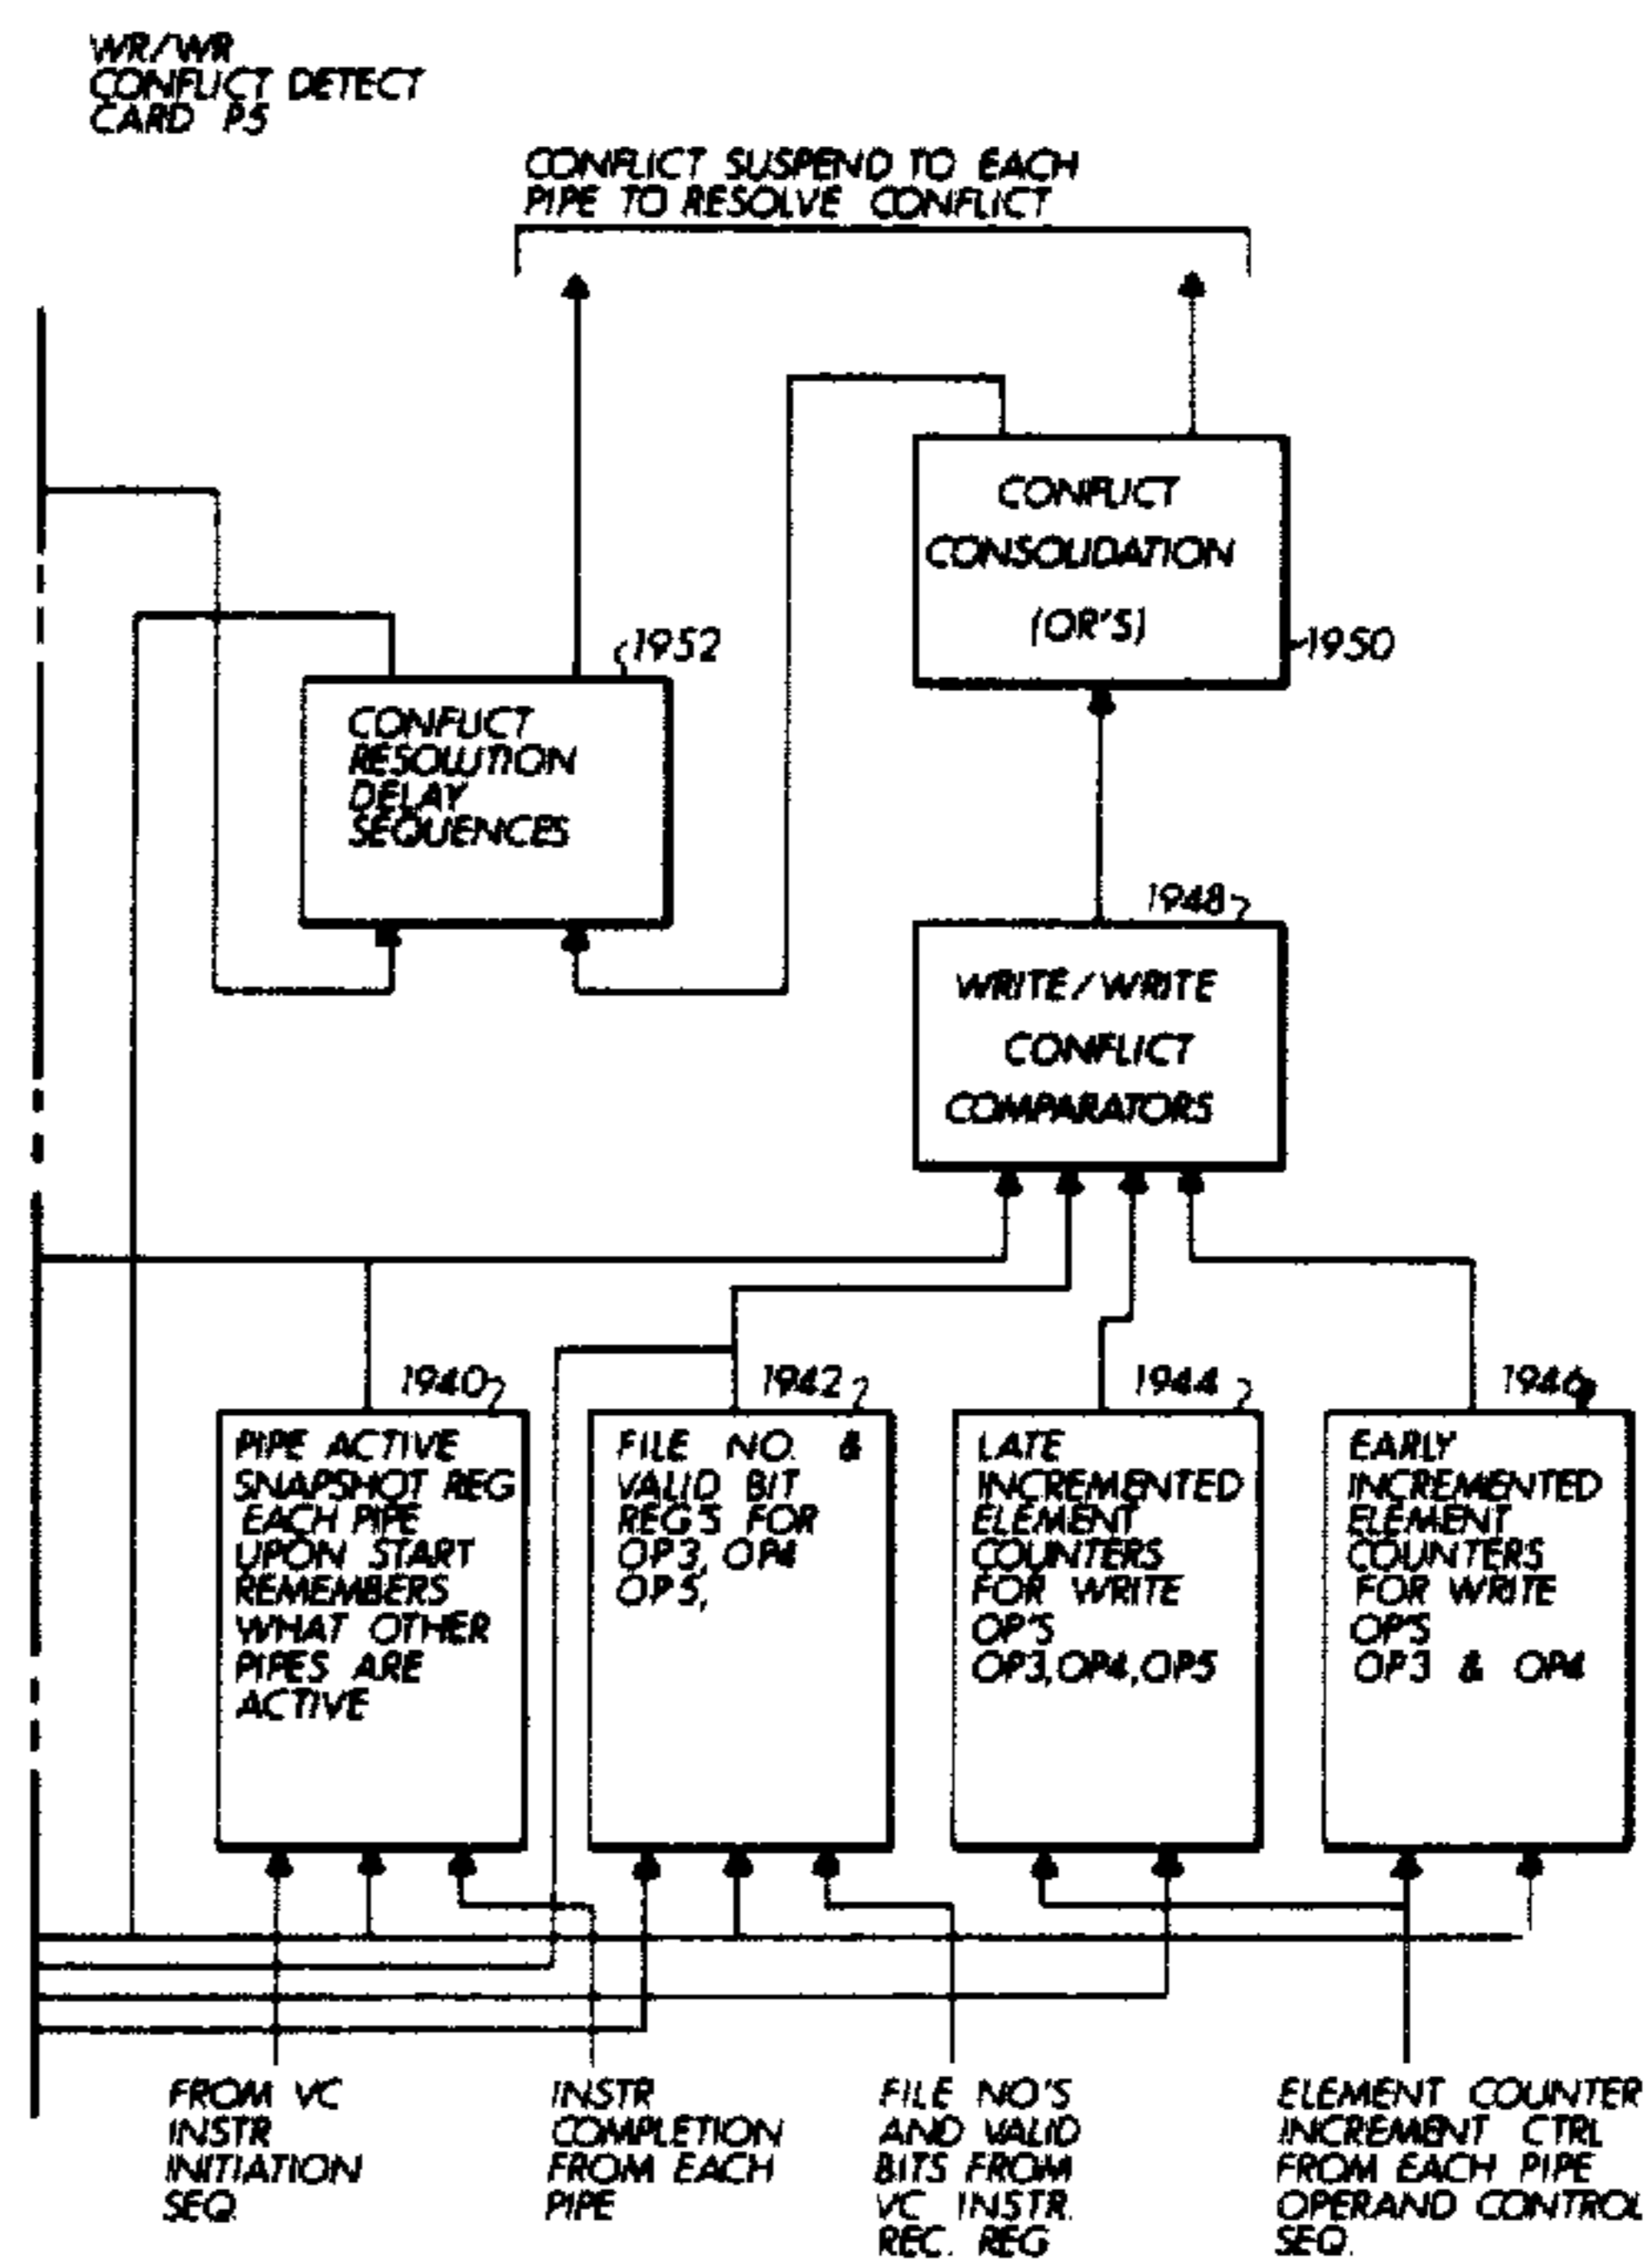 WR/WR
CONFLICT DETECT
CARD P5
CONFLICT SUSPEND TO EACH
PIPE TO RESOLVE CONFLICT
CONFLICT
CONSOLIDATION
(OR'S)
1950
1952
CONFLICT
RESOLUTION
DELAY
SEQUENCES
1948
WRITE/WRITE
CONFLICT
COMPARATORS
1940
PIPE ACTIVE
SNAPSHOT REG
EACH PIPE
UPON START
REMEMBERS
WHAT OTHER
PIPES ARE
ACTIVE
1942
FILE NO. &
VALID BIT
REG'S FOR
OP3, OP4
OP5,
1944
LATE
INCREMENTED
ELEMENT
COUNTERS
FOR WRITE
OP'S
OP3,OP4,OP5
1946
EARLY
INCREMENTED
ELEMENT
COUNTERS
FOR WRITE
OP'S
OP3 & OP4
FROM VC
INSTR
INITIATION
SEQ.
INSTR
COMPLETION
FROM EACH
PIPE
FILE NO'S
AND VALID
BITS FROM
VC INSTR.
REC. REG
ELEMENT COUNTER
INCREMENT CTRL
FROM EACH PIPE
OPERAND CONTROL
SEQ.